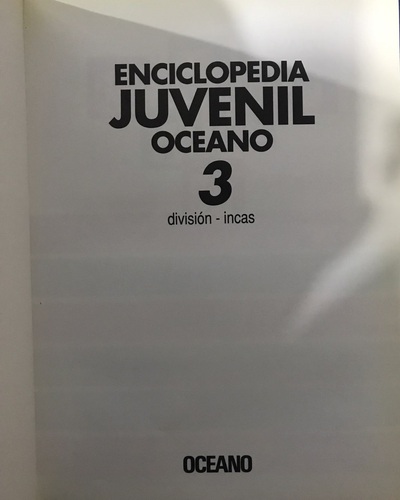 ENCICLOPEDIA
JUVENIL
OCEANO
3
división - incas
OCEANO